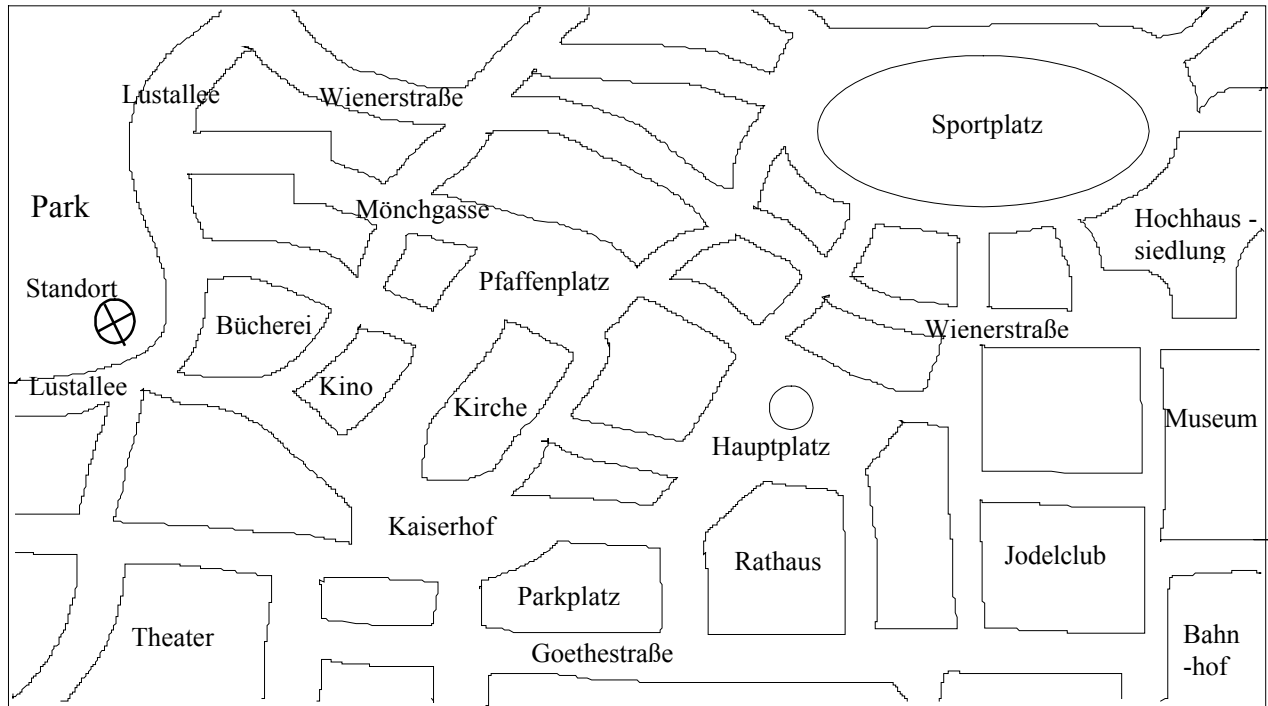 Lustallee
Wienerstraße
Sportplatz
Park
Mönchgasse
Hochhaus -
siedlung
Standort
Pfaffenplatz
Bücherei
Wienerstraße
Lustallee
Kino
Kirche
Museum
Hauptplatz
Kaiserhof
Rathaus
Jodelclub
Parkplatz
Theater
Goethestraße
Bahn
-hof